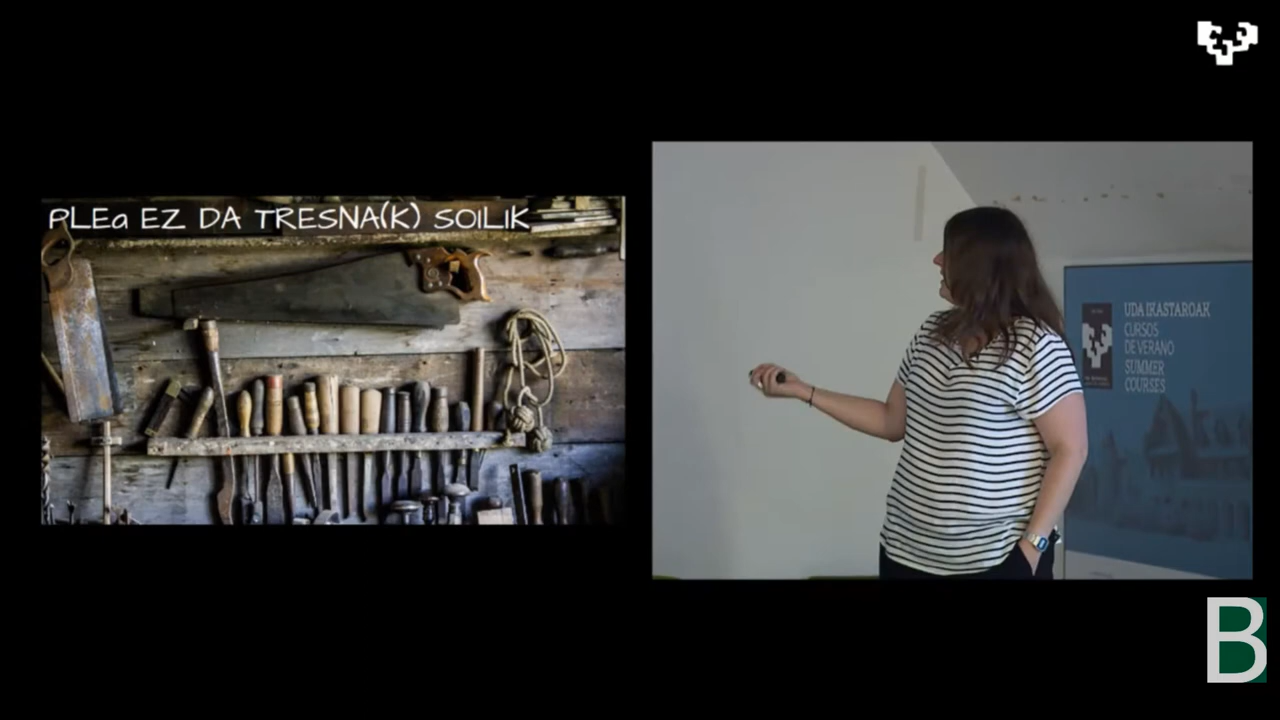 PLEa EZ DA TRESNA(K) SOILIK
UDA IKASTAROAK
CURSOS
DE VERANO
SUMMER
COURSES
B